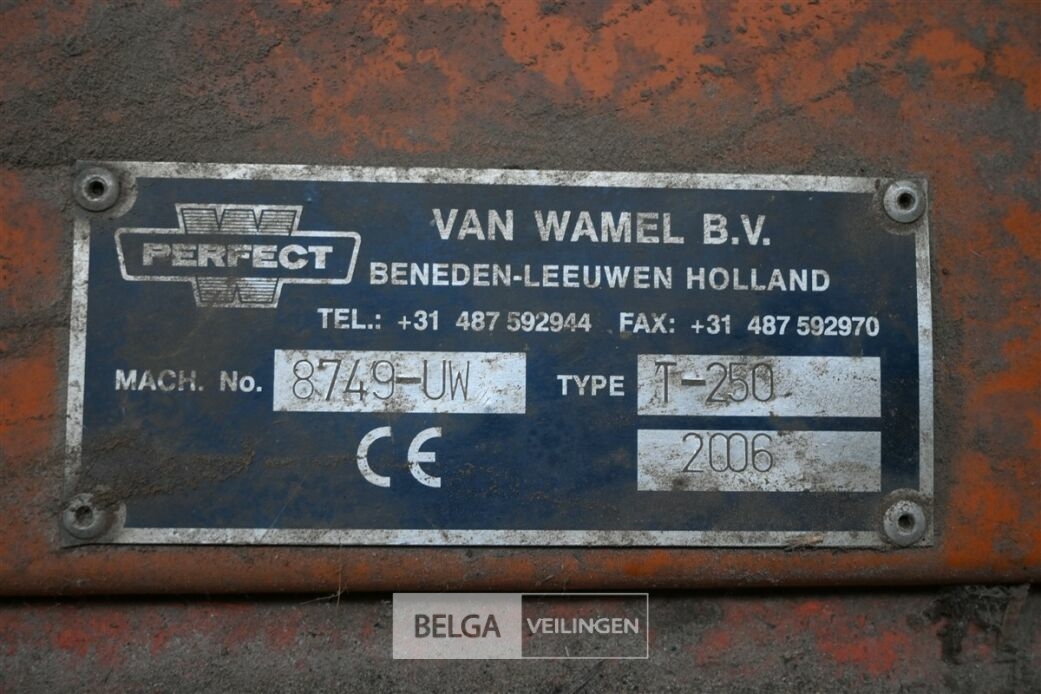 PERFECT
VAN WAMEL B.V.
BENEDEN-LEEUWEN HOLLAND
TEL.: +31 487 592944 FAX: +31 487 592970
MACH. No. 8749-UW TYPE T-250
CE 2006
BELGA VEILINGEN